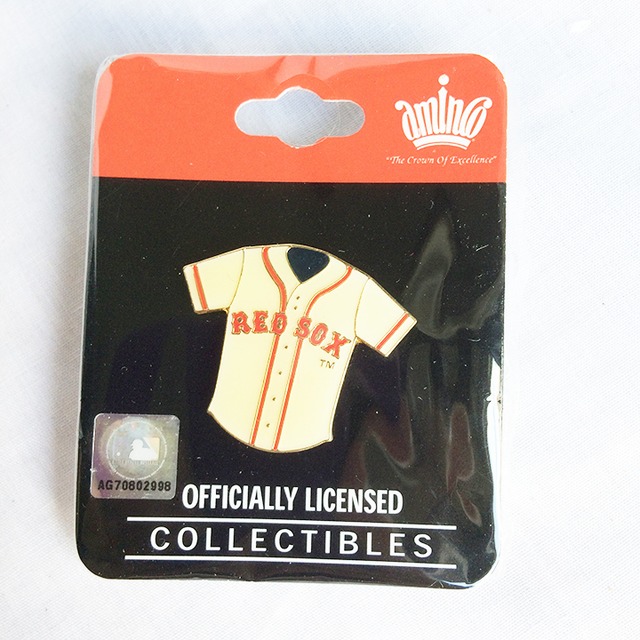 aminco
"The Crown Of Excellence"
RED SOX
TM
AG70802998
OFFICIALLY LICENSED
COLLECTIBLES